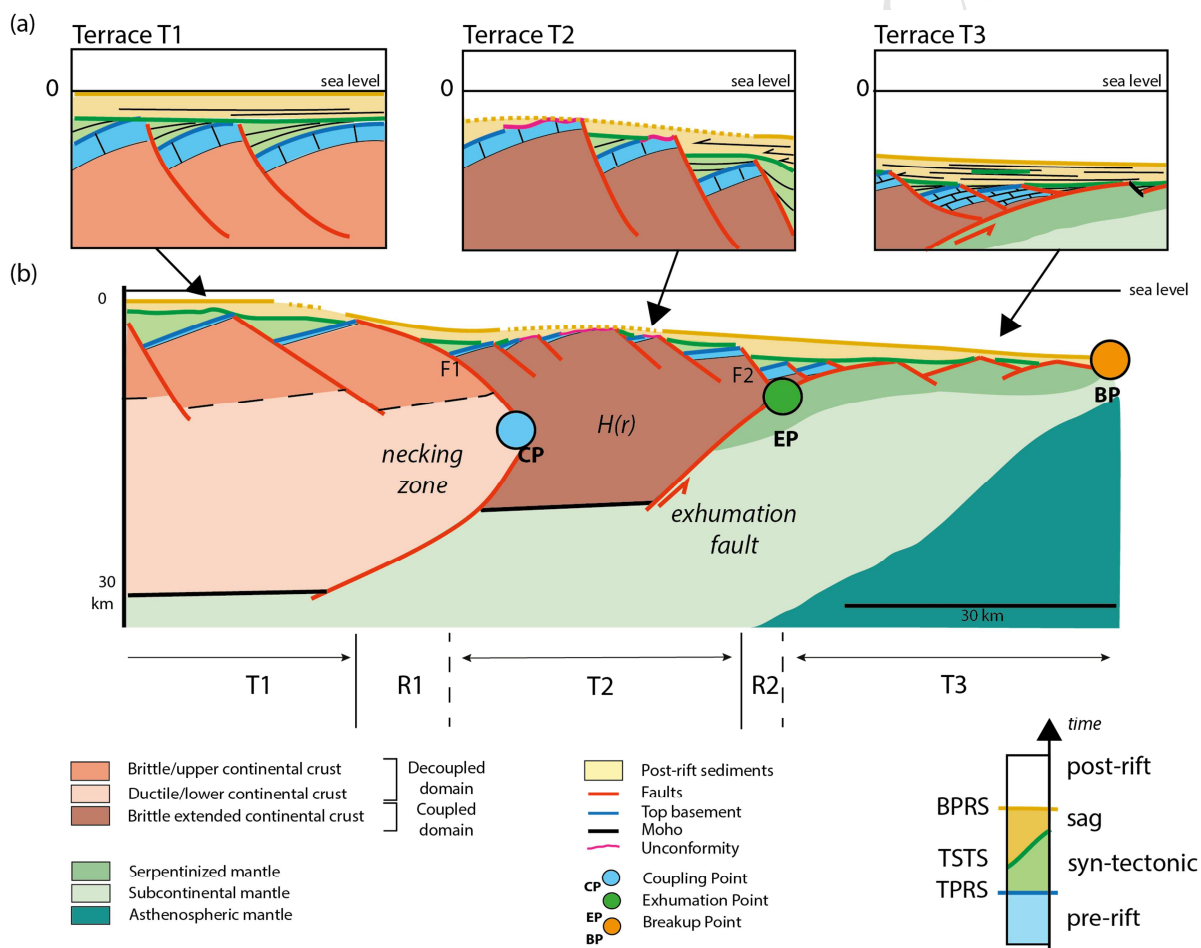 (a)
Terrace T1
Terrace T2
Terrace T3
0
sea level
sea level
0
sea level
(b)
0
sea level
F1
F2
BP
H(r)
EP
CP
necking
zone
exhumation
fault
30
km
30 km
T1
R1
T2
R2
T3
Brittle/upper continental crust
Ductile/lower continental crust
Brittle extended continental crust
Decoupled
domain
Coupled
domain
Serpentinized mantle
Subcontinental mantle
Asthenospheric mantle
Post-rift sediments
Faults
Top basement
Moho
Unconformity
CP
Coupling Point
EP
Exhumation Point
BP
Breakup Point
time
post-rift
BPRS
sag
TSTS
syn-tectonic
TPRS
pre-rift